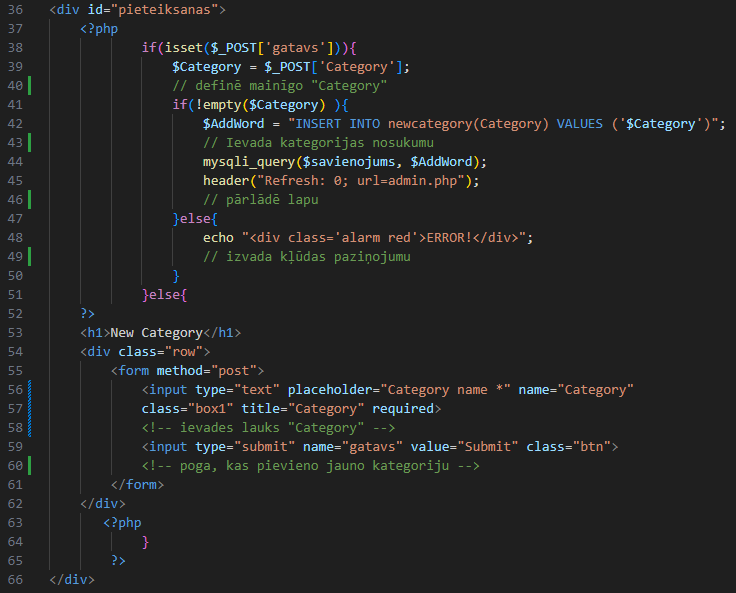 36 <div id="pieteiksanas">
37 <?php
38 if(isset($_POST['gatavs'])){
39 $Category = $_POST['Category'];
40 // definē mainīgo "Category"
41 if(!empty($Category) ){
42 $AddWord = "INSERT INTO newcategory(Category) VALUES ('$Category')";
43 // Ievada kategorijas nosukumu
44 mysqli_query($savienojums, $AddWord);
45 header("Refresh: 0; url=admin.php");
46 // pārlādē lapu
47 }else{
48 echo "<div class='alarm red'>ERROR!</div>";
49 // izvada kļūdas paziņojumu
50 }
51 }else{
52 ?>
53 <h1>New Category</h1>
54 <div class="row">
55 <form method="post">
56 <input type="text" placeholder="Category name *" name="Category"
57 class="box1" title="Category" required>
58 <!-- ievades lauks "Category" -->
59 <input type="submit" name="gatavs" value="Submit" class="btn">
60 <!-- poga, kas pievieno jauno kategoriju -->
61 </form>
62 </div>
63 <?php
64 }
65 ?>
66 </div>